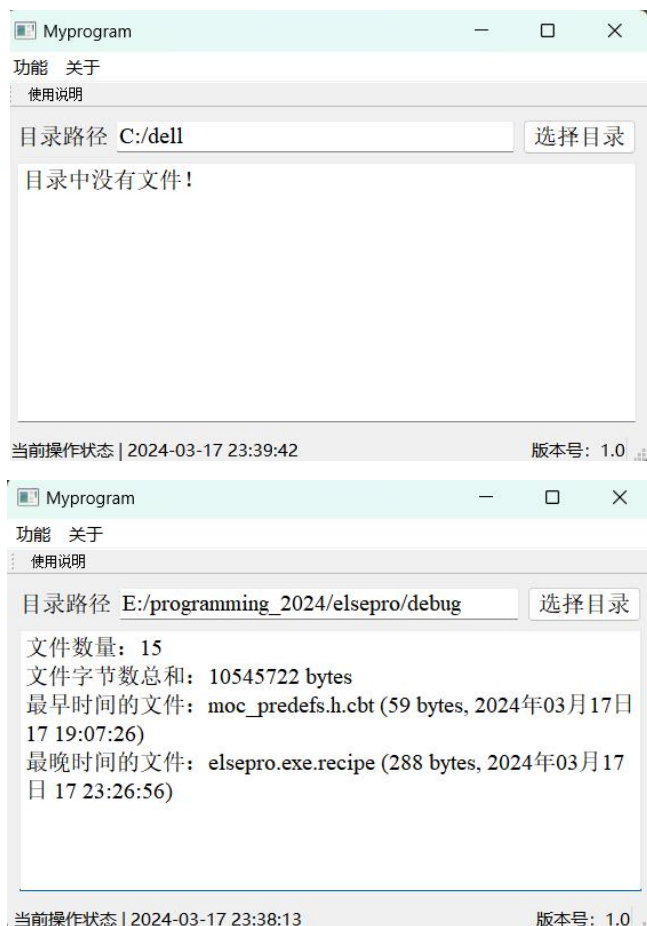 Myprogram
功能 关于
使用说明
目录路径 C:/dell 选择目录
目录中没有文件！
当前操作状态 | 2024-03-17 23:39:42 版本号：1.0
Myprogram
功能 关于
使用说明
目录路径 E:/programming_2024/elsepro/debug 选择目录
文件数量：15
文件字节数总和：10545722 bytes
最早时间的文件：moc_predefs.h.cbt (59 bytes, 2024年03月17日
17 19:07:26)
最晚时间的文件：elsepro.exe.recipe (288 bytes, 2024年03月17
日 17 23:26:56)
当前操作状态 | 2024-03-17 23:38:13 版本号：1.0